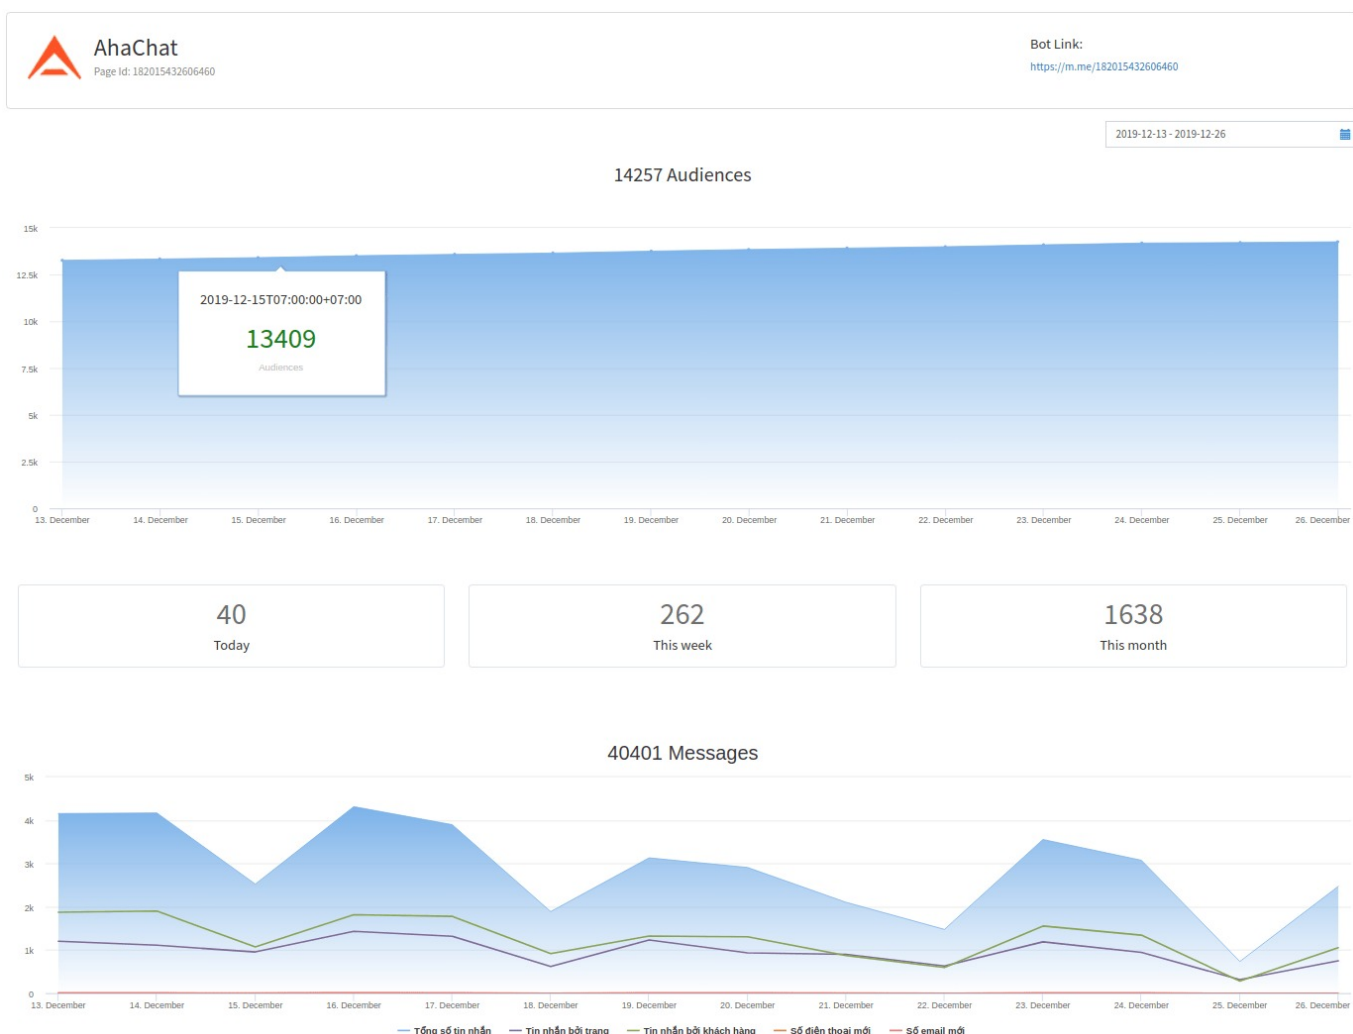 AhaChat
Page Id: 182015432606460
Bot Link:
https://m.me/182015432606460
2019-12-13 - 2019-12-26
14257 Audiences
15k
12.5k
10k
7.5k
5k
2.5k
0
2019-12-15T07:00:00+07:00
13409
Audiences
13. December 14. December 15. December 16. December 17. December 18. December 19. December 20. December 21. December 22. December 23. December 24. December 25. December 26. December
40 262 1638
Today This week This month
40401 Messages
5k
4k
3k
2k
1k
0
13. December 14. December 15. December 16. December 17. December 18. December 19. December 20. December 21. December 22. December 23. December 24. December 25. December 26. December
Tổng số tin nhắn Tin nhắn bởi trang Tin nhắn bởi khách hàng Số điện thoại mới Số email mới